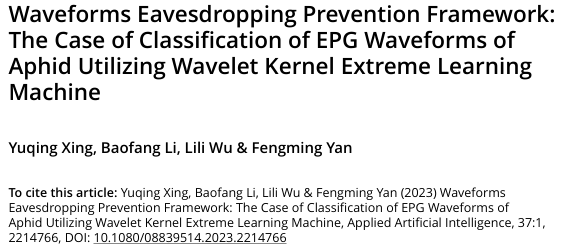 Waveforms Eavesdropping Prevention Framework:
The Case of Classification of EPG Waveforms of
Aphid Utilizing Wavelet Kernel Extreme Learning
Machine
Yuqing Xing, Baofang Li, Lili Wu & Fengming Yan
To cite this article: Yuqing Xing, Baofang Li, Lili Wu & Fengming Yan (2023) Waveforms
Eavesdropping Prevention Framework: The Case of Classification of EPG Waveforms of
Aphid Utilizing Wavelet Kernel Extreme Learning Machine, Applied Artificial Intelligence, 37:1,
2214766, DOI: 10.1080/08839514.2023.2214766